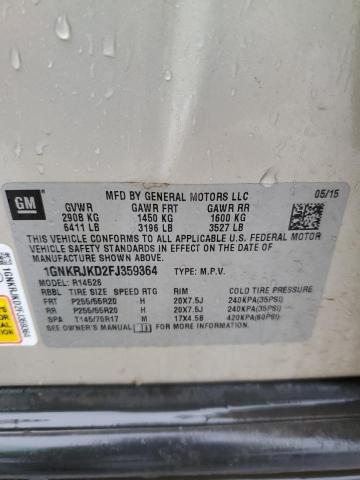 GM
MFD BY GENERAL MOTORS LLC 05/15
GVWR GAWR FRT GAWR RR
2908 KG 1450 KG 1600 KG
6411 LB 3196 LB 3527 LB
THIS VEHICLE CONFORMS TO ALL APPLICABLE U.S. FEDERAL MOTOR
VEHICLE SAFETY STANDARDS IN EFFECT ON THE DATE OF
MANUFACTURE SHOWN ABOVE.
1GNKRJKD2FJ359364 TYPE: M.P.V.
MODEL: R14526
RBBL TIRE SIZE SPEED RTG RIM COLD TIRE PRESSURE
FRT P255/55R20 H 20X7.5J 240KPA(35PSI)
RR P255/55R20 H 20X7.5J 240KPA(35PSI)
SPA T145/70R17 M 17X4.5B 420KPA(60PSI)
SEE OWNER'S MANUAL FOR ADDITIONAL INFORMATION
1GNKRJKD2FJ359364